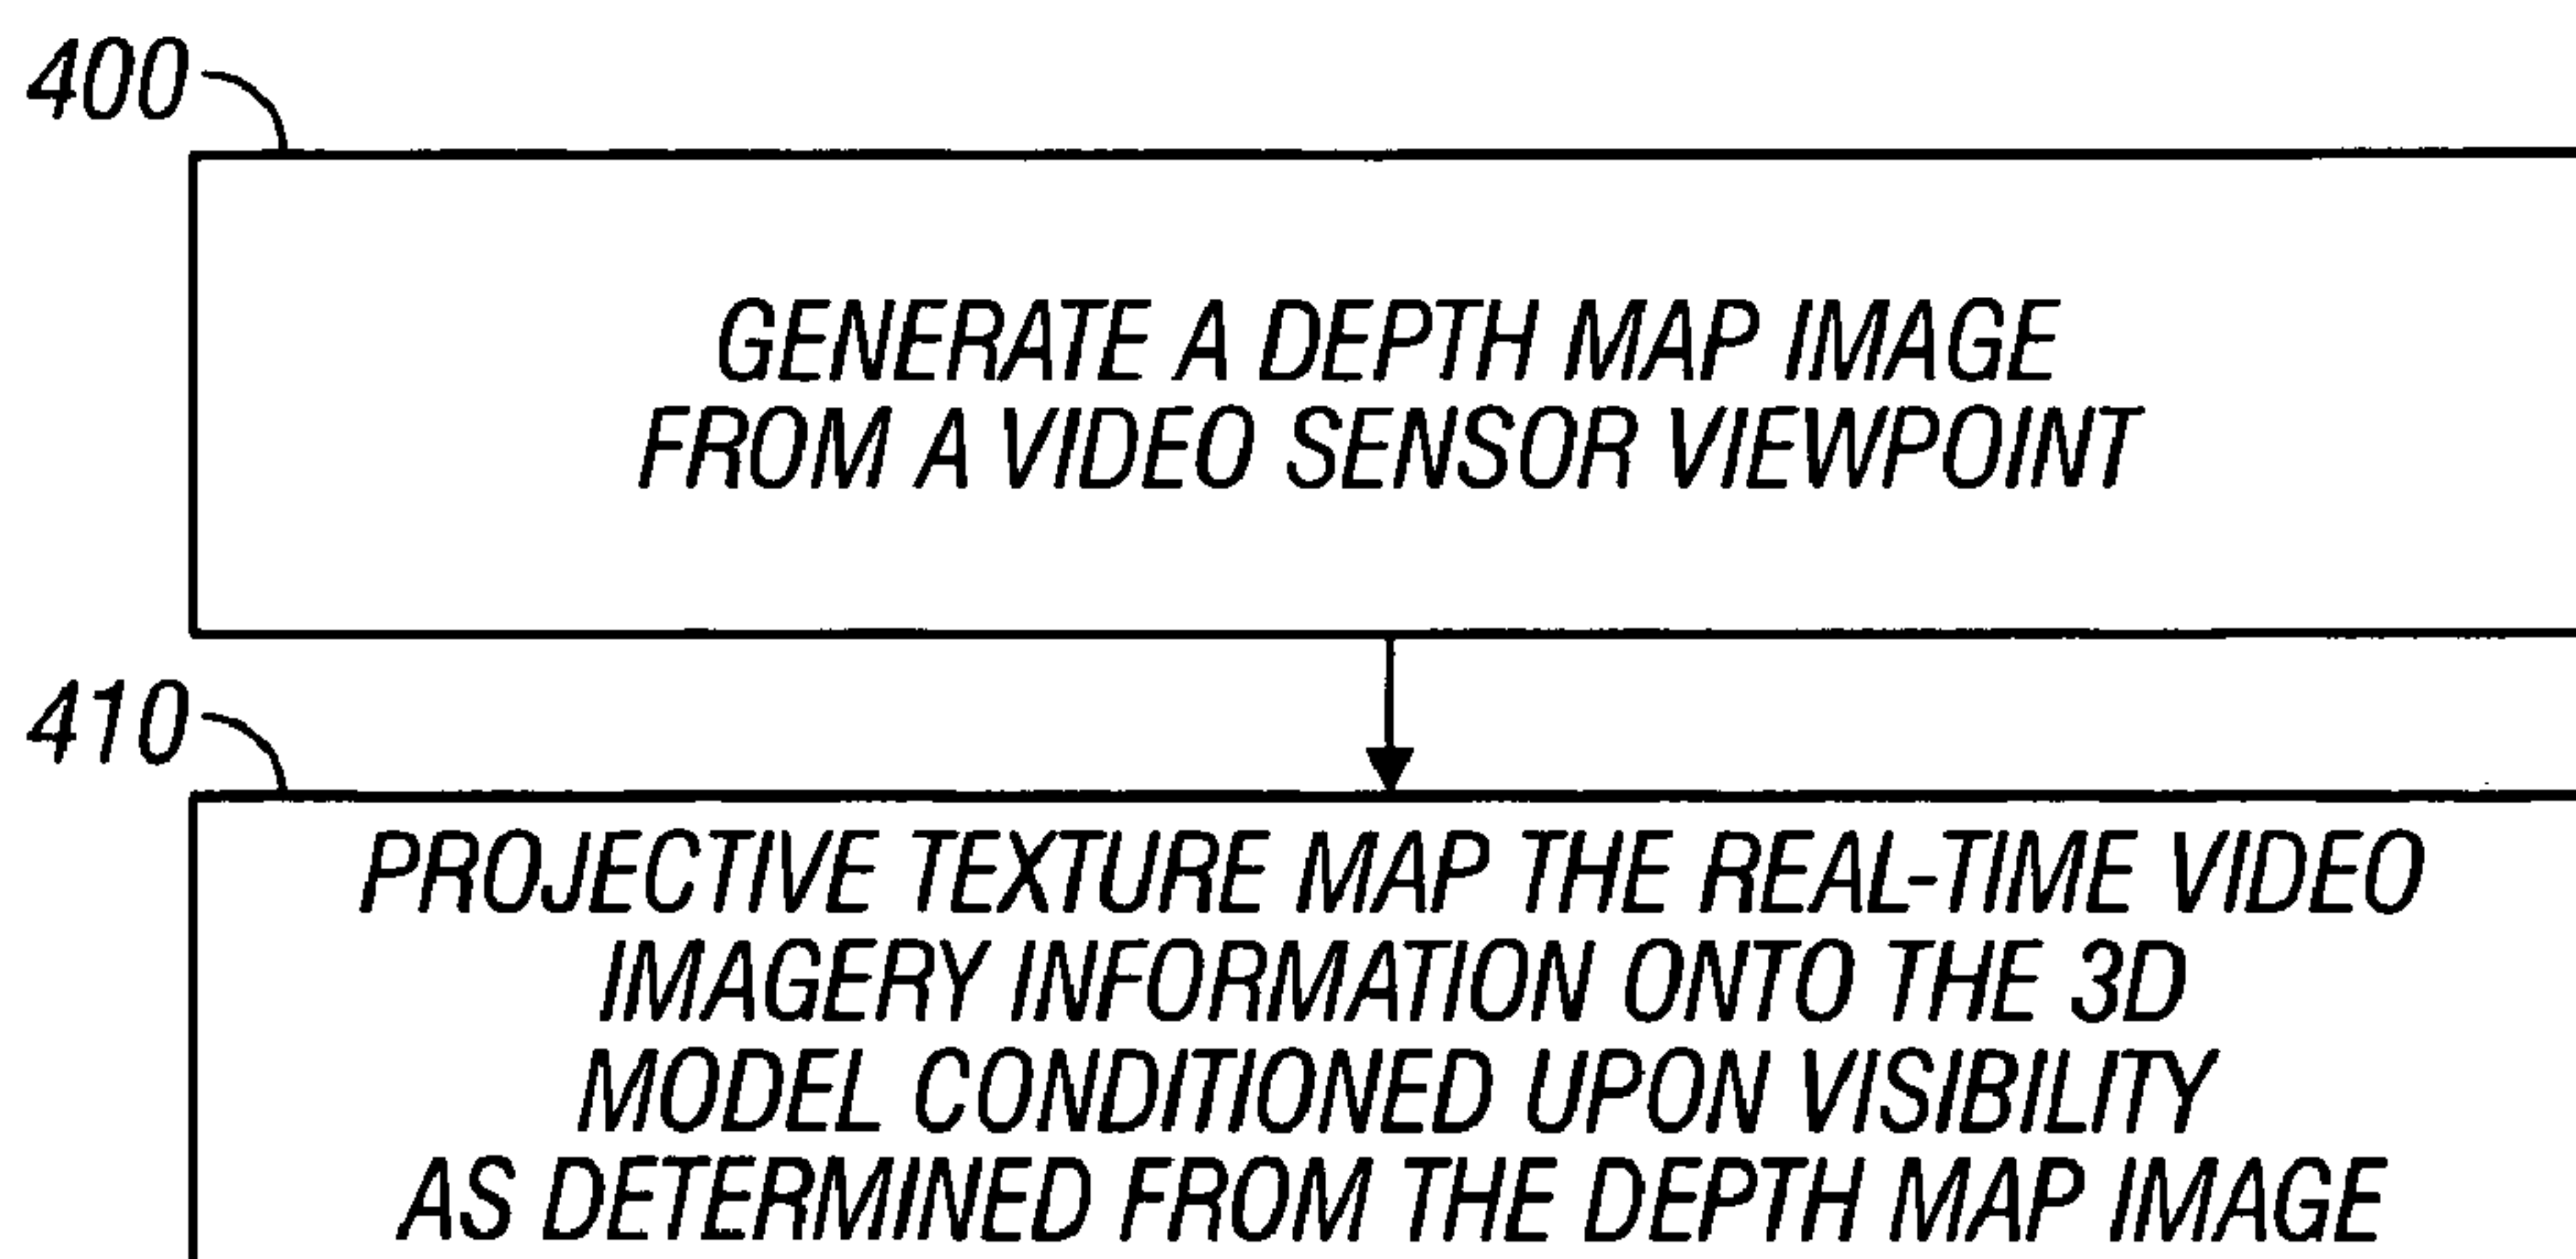 400
GENERATE A DEPTH MAP IMAGE
FROM A VIDEO SENSOR VIEWPOINT
410
PROJECTIVE TEXTURE MAP THE REAL-TIME VIDEO
IMAGERY INFORMATION ONTO THE 3D
MODEL CONDITIONED UPON VISIBILITY
AS DETERMINED FROM THE DEPTH MAP IMAGE